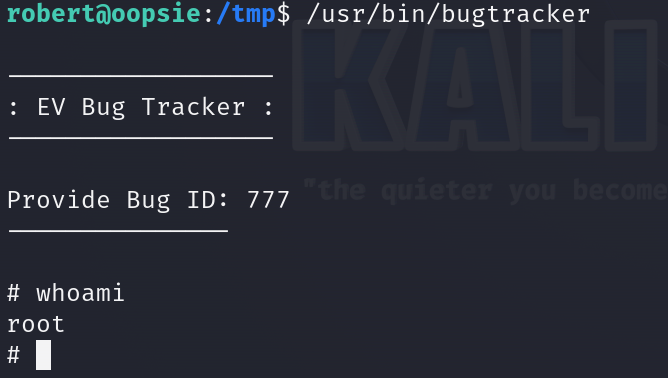 robert@oopsie:/tmp$ /usr/bin/bugtracker
: EV Bug Tracker :
Provide Bug ID: 777
# whoami
root
#
KALI
"the quieter you become